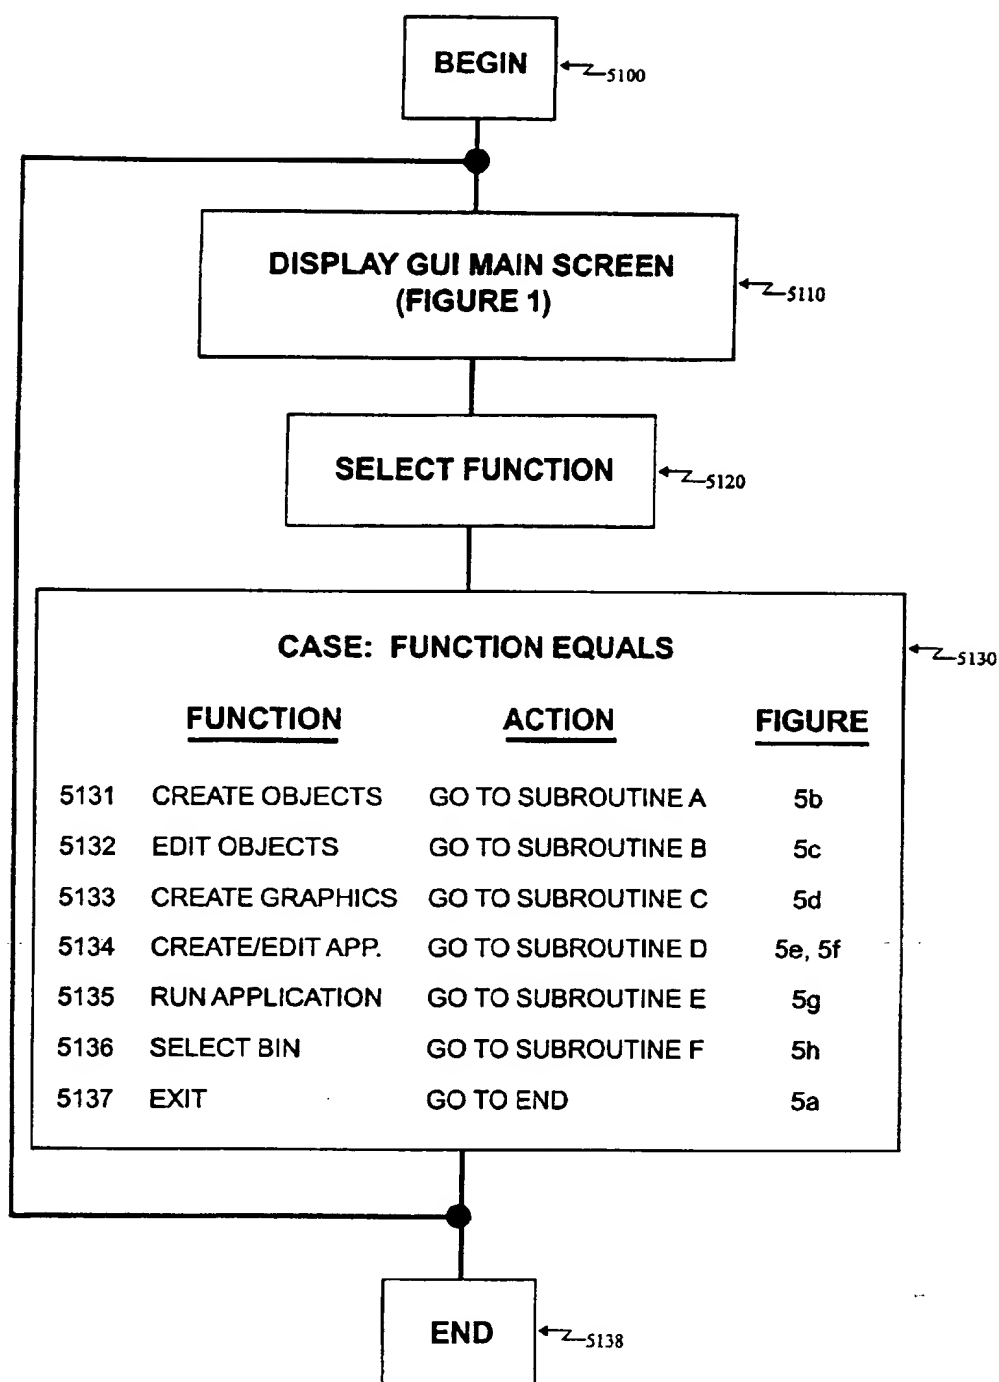 BEGIN
5100
DISPLAY GUI MAIN SCREEN
(FIGURE 1)
5110
SELECT FUNCTION
5120
CASE: FUNCTION EQUALS
5130
FUNCTION ACTION FIGURE
5131 CREATE OBJECTS GO TO SUBROUTINE A 5b
5132 EDIT OBJECTS GO TO SUBROUTINE B 5c
5133 CREATE GRAPHICS GO TO SUBROUTINE C 5d
5134 CREATE/EDIT APP. GO TO SUBROUTINE D 5e, 5f
5135 RUN APPLICATION GO TO SUBROUTINE E 5g
5136 SELECT BIN GO TO SUBROUTINE F 5h
5137 EXIT GO TO END 5a
END
5138